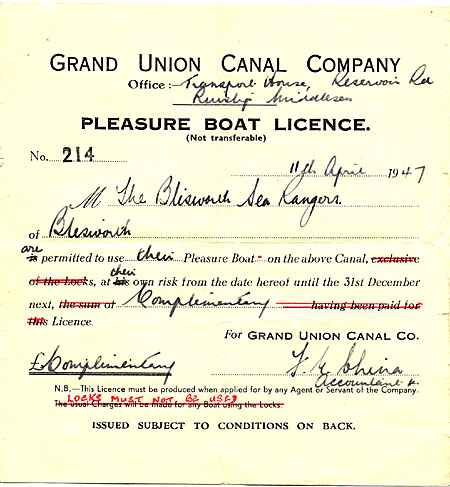 GRAND UNION CANAL COMPANY
Office:— Transport House, Reservoir Rd
Ruislip Middlesex
PLEASURE BOAT LICENCE.
(Not transferable)
No. 214
11th April 1947
M The Blisworth Sea Rangers.
of Blisworth
are
is permitted to use their Pleasure Boat on the above Canal, exclusive
of the Locks, at his their own risk from the date hereof until the 31st December
next, the sum of Complimentary having been paid for
this Licence.
For GRAND UNION CANAL CO.
£ Complimentary
Accountant
N.B.—This Licence must be produced when applied for by any Agent or Servant of the Company.
LOCKS MUST NOT BE USED
The usual Charges will be made for any Boat using the Locks.
ISSUED SUBJECT TO CONDITIONS ON BACK.